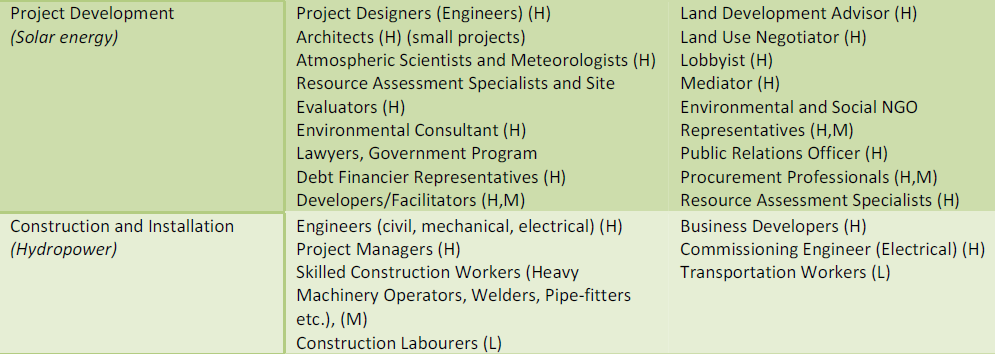 Project Development
(Solar energy)
Project Designers (Engineers) (H)
Architects (H) (small projects)
Atmospheric Scientists and Meteorologists (H)
Resource Assessment Specialists and Site
Evaluators (H)
Environmental Consultant (H)
Lawyers, Government Program
Debt Financier Representatives (H)
Developers/Facilitators (H,M)
Land Development Advisor (H)
Land Use Negotiator (H)
Lobbyist (H)
Mediator (H)
Environmental and Social NGO
Representatives (H,M)
Public Relations Officer (H)
Procurement Professionals (H,M)
Resource Assessment Specialists (H)
Construction and Installation
(Hydropower)
Engineers (civil, mechanical, electrical) (H)
Project Managers (H)
Skilled Construction Workers (Heavy
Machinery Operators, Welders, Pipe-fitters
etc.), (M)
Construction Labourers (L)
Business Developers (H)
Commissioning Engineer (Electrical) (H)
Transportation Workers (L)